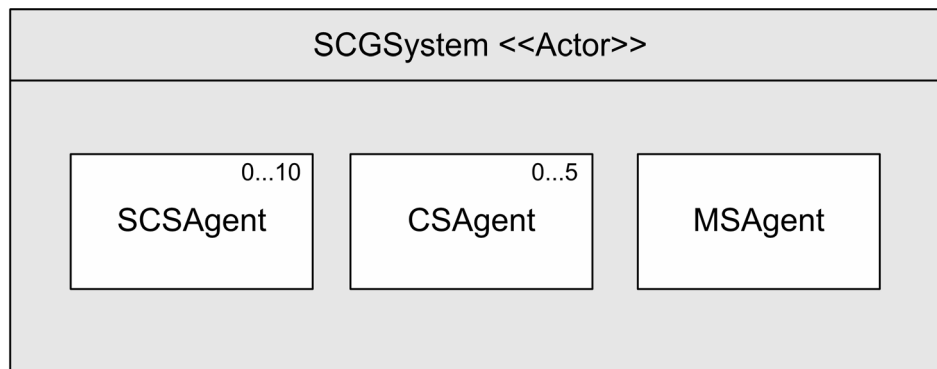 SCGSystem <<Actor>>
0...10
SCSAgent
0...5
CSAgent
MSAgent